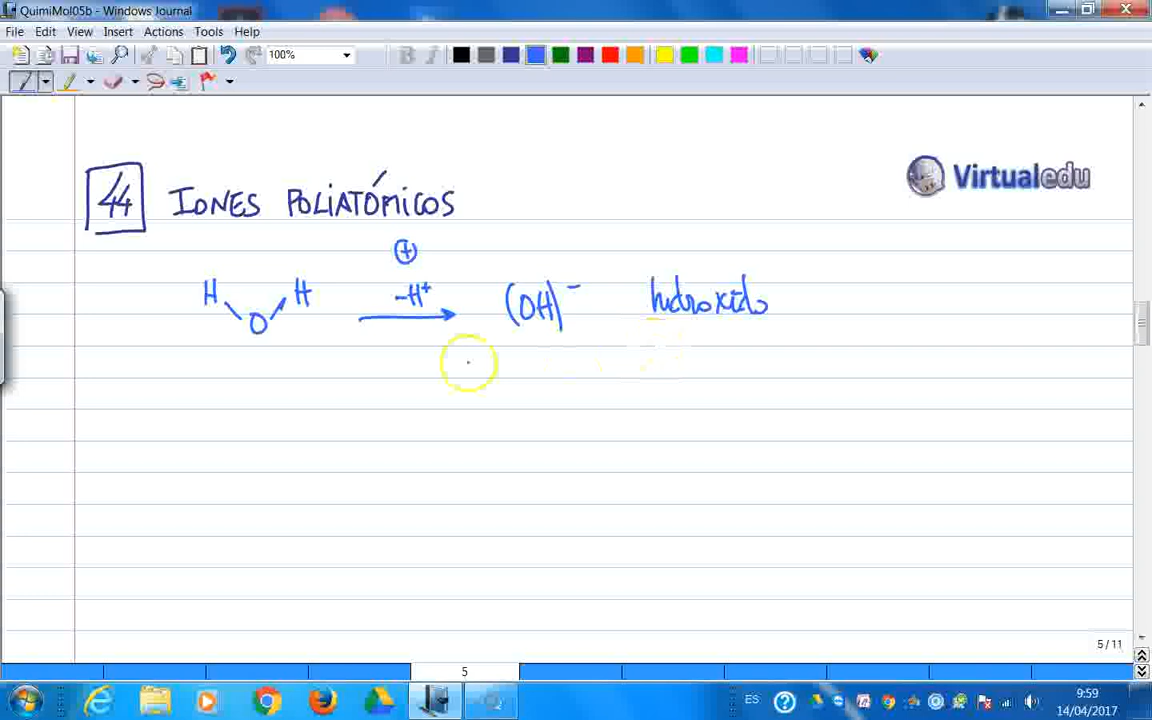 QuimiMol05b - Windows Journal
File Edit View Insert Actions Tools Help
100%
44 IONES POLIATÓMICOS
Virtualedu
+
H H -H⁺ (OH)⁻ hidroxido
O
5 / 11
5
ES 9:59
14/04/2017